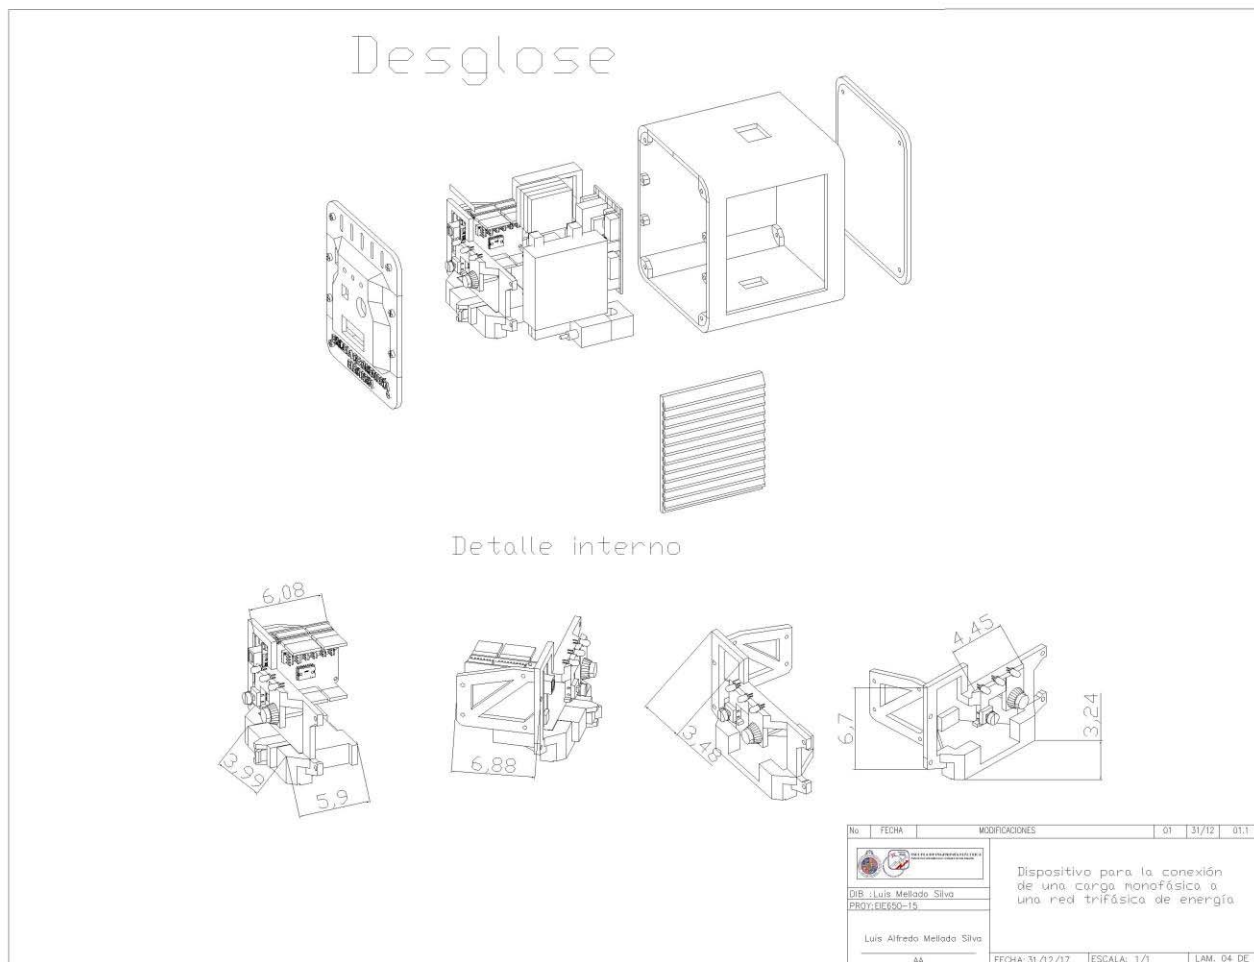 Desglose
Detalle interno
6,08
3,99
5,9
6,88
3,48
4,45
6,7
3,24
No. FECHA MODIFICACIONES 01 31/12 01.1
DIB :Luis Mellado Silva
PROY:EIE650-15
Luis Alfredo Mellado Silva
AA
Dispositivo para la conexión
de una carga monofásica a
una red trifásica de energía
FECHA: 31/12/17 ESCALA: 1/1 LAM. 04 DE